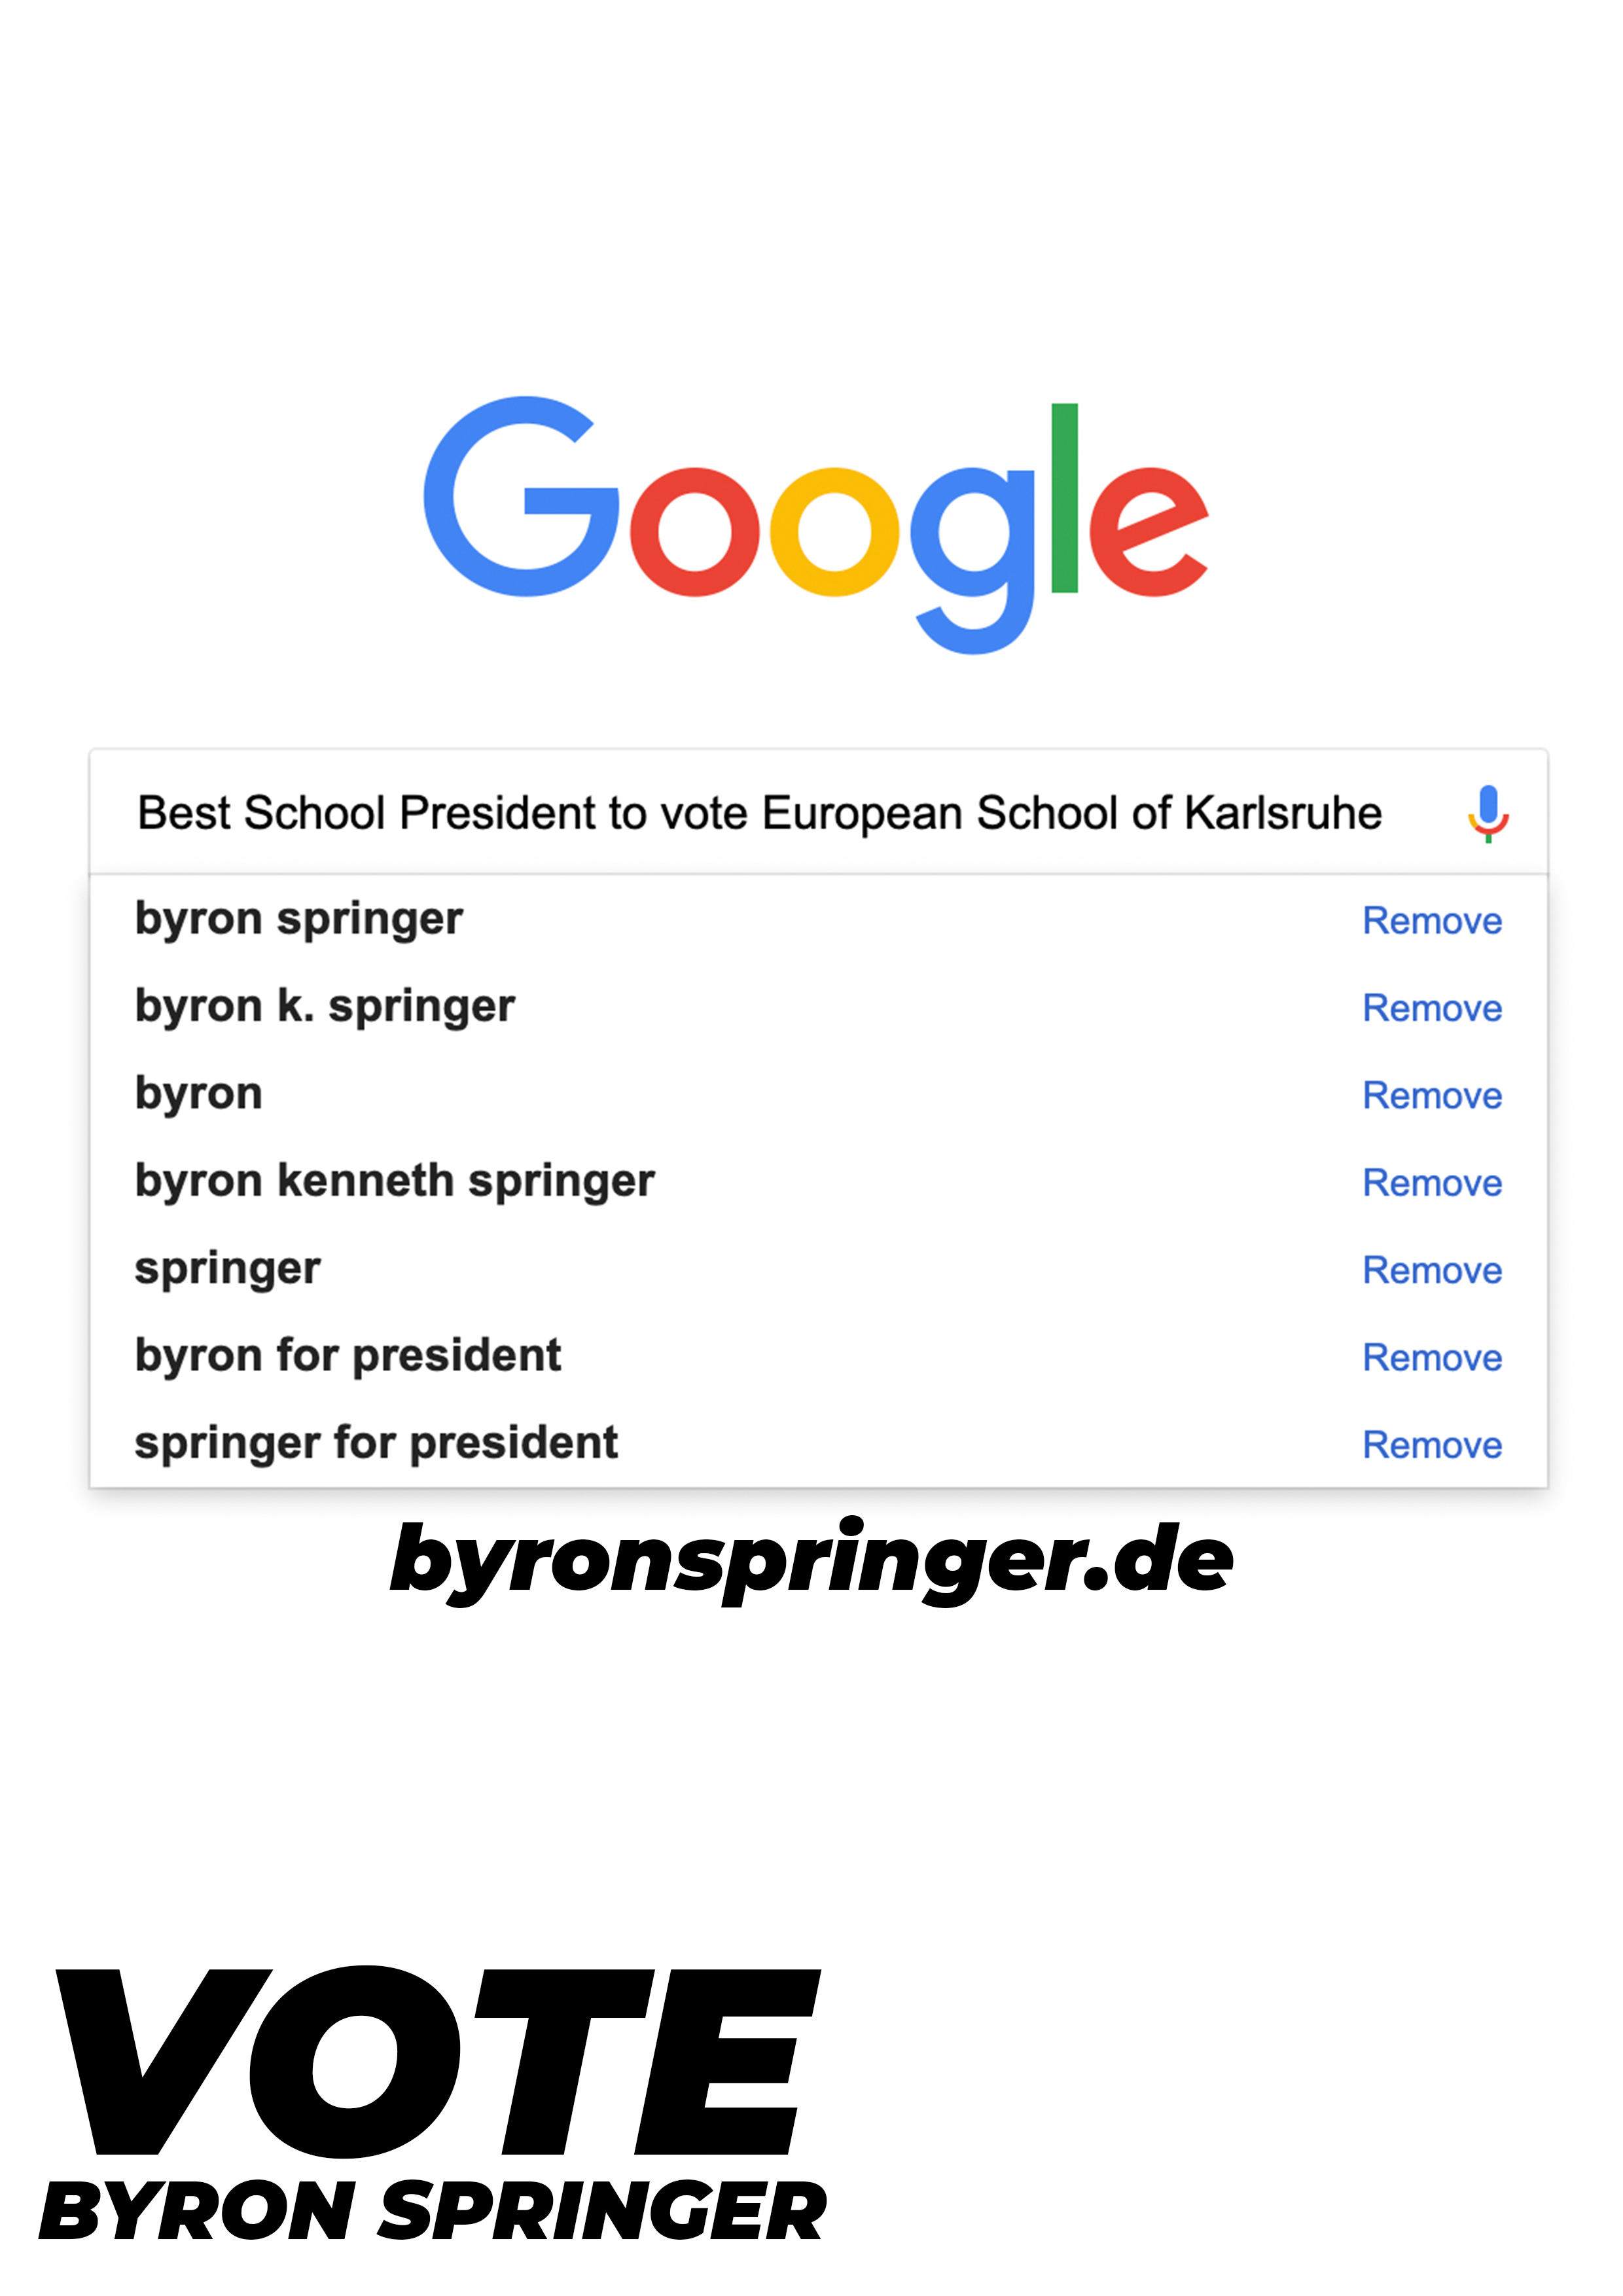 Google
Best School President to vote European School of Karlsruhe
byron springer Remove
byron k. springer Remove
byron Remove
byron kenneth springer Remove
springer Remove
byron for president Remove
springer for president Remove
byronspringer.de
VOTE
BYRON SPRINGER